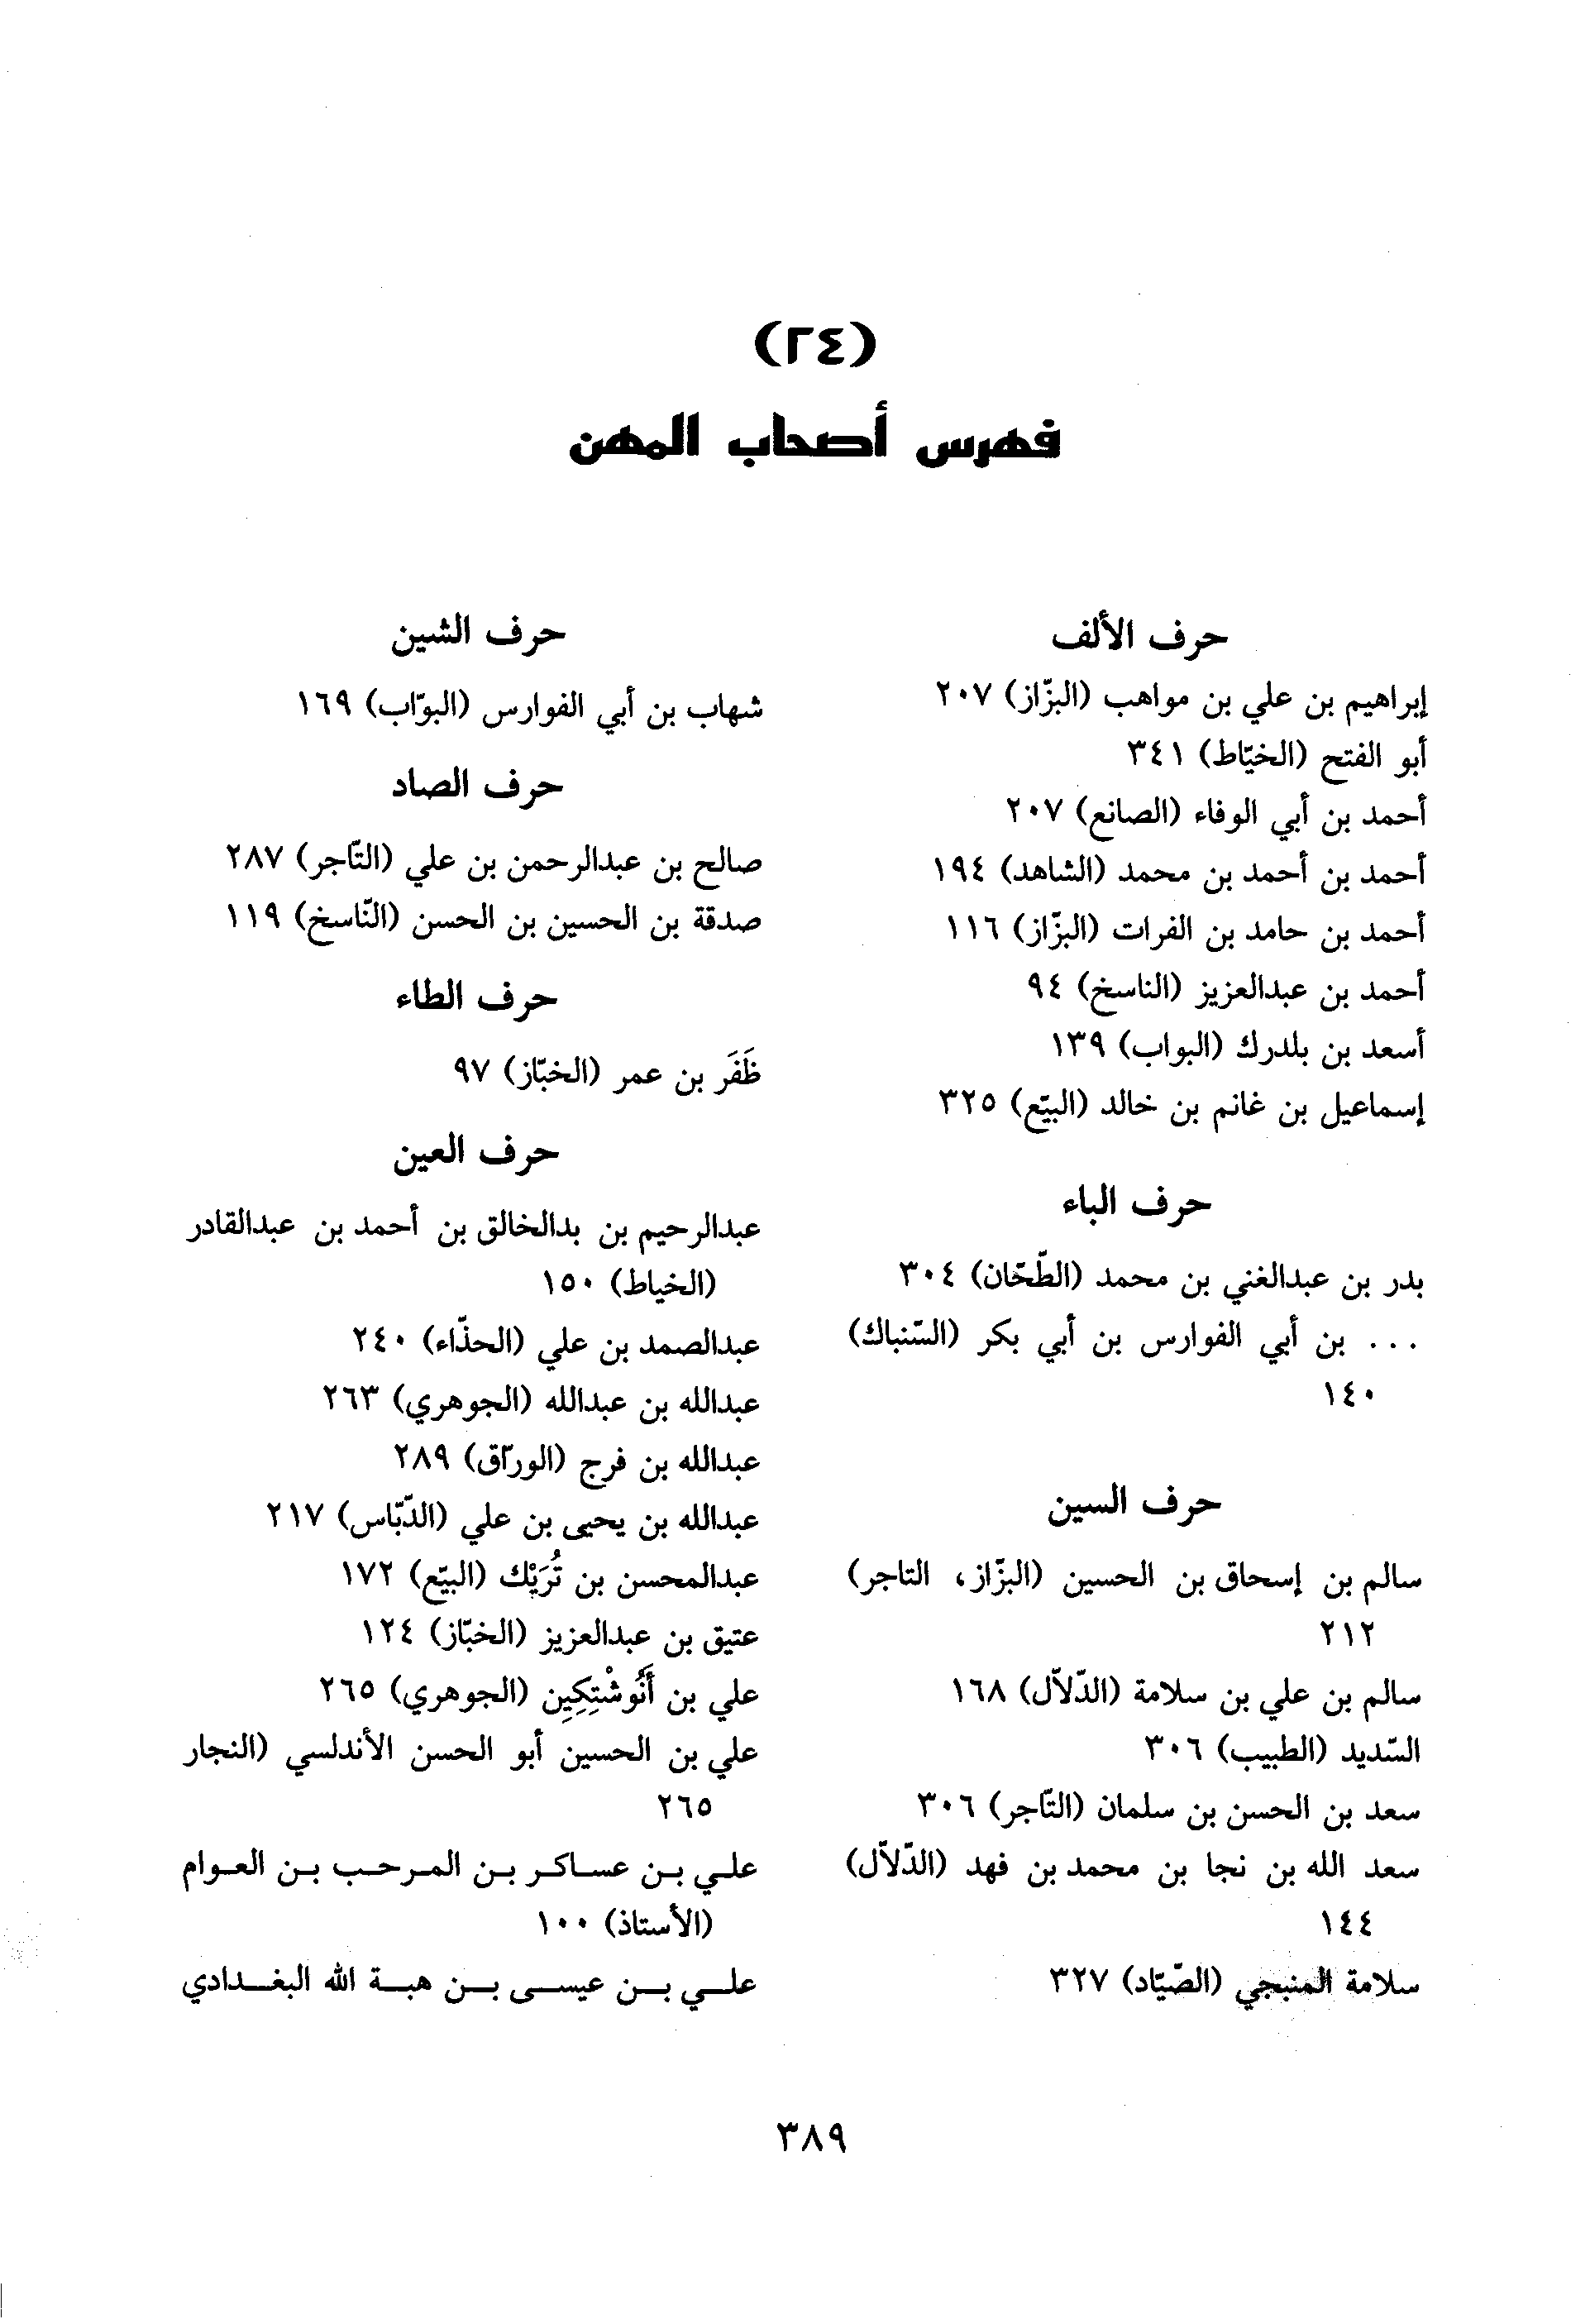 (٢٤)
فهرس أصحاب المهن
حرف الألف
إبراهيم بن علي بن مواهب (البزّاز) ٢٠٧
أبو الفتح (الخيّاط) ٣٤١
أحمد بن أبي الوفاء (الصانع) ٢٠٧
أحمد بن أحمد بن محمد (الشاهد) ١٩٤
أحمد بن حامد بن الفرات (البزّاز) ١١٦
أحمد بن عبدالعزيز (الناسخ) ٩٤
أسعد بن بلدرك (البواب) ١٣٩
إسماعيل بن غانم بن خالد (البيّع) ٣٢٥
حرف الباء
بدر بن عبدالغني بن محمد (الطّحّان) ٣٠٤
... بن أبي الفوارس بن أبي بكر (السّنباك)
١٤٠
حرف السين
سالم بن إسحاق بن الحسين (البزّاز، التاجر)
٢١٢
سالم بن علي بن سلامة (الدّلاّل) ١٦٨
السّديد (الطبيب) ٣٠٦
سعد بن الحسن بن سلمان (التّاجر) ٣٠٦
سعد الله بن نجا بن محمد بن فهد (الدّلاّل)
١٤٤
سلامة المنبجي (الصّيّاد) ٣٢٧
حرف الشين
شهاب بن أبي الفوارس (البوّاب) ١٦٩
حرف الصاد
صالح بن عبدالرحمن بن علي (التّاجر) ٢٨٧
صدقة بن الحسين بن الحسن (النّاسخ) ١١٩
حرف الطاء
ظَفَر بن عمر (الخبّاز) ٩٧
حرف العين
عبدالرحيم بن بدالخالق بن أحمد بن عبدالقادر
(الخياط) ١٥٠
عبدالصمد بن علي (الحذّاء) ٢٤٠
عبدالله بن عبدالله (الجوهري) ٢٦٣
عبدالله بن فرج (الورّاق) ٢٨٩
عبدالله بن يحيى بن علي (الدّبّاس) ٢١٧
عبدالمحسن بن تُرَيْك (البيّع) ١٧٢
عتيق بن عبدالعزيز (الخبّاز) ١٢٤
علي بن أَنُوشْتِكِين (الجوهري) ٢٦٥
علي بن الحسين أبو الحسن الأندلسي (النجار
٢٦٥
علي بن عساكر بن المرحب بن العوام
(الأستاذ) ١٠٠
علي بن عيسى بن هبة الله البغدادي
٣٨٩